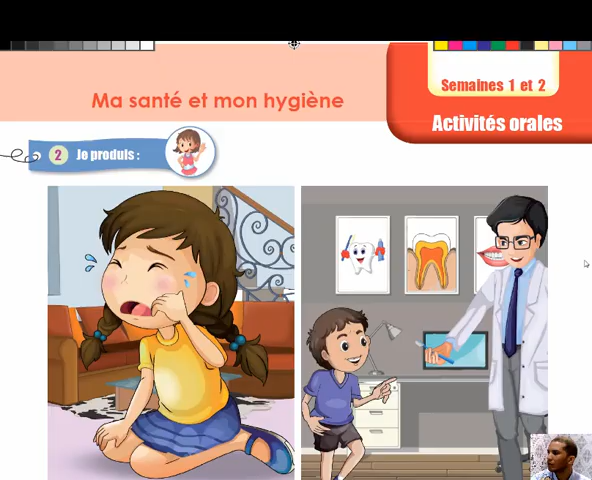 Semaines 1 et 2
Ma santé et mon hygiène
Activités orales
2 Je produis :